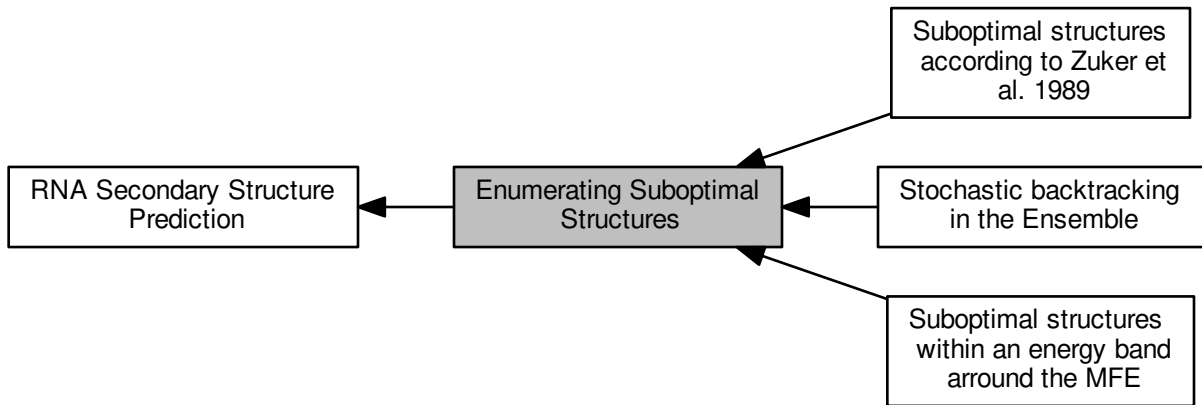 Suboptimal structures
according to Zuker et
al. 1989
RNA Secondary Structure
Prediction
Enumerating Suboptimal
Structures
Stochastic backtracking
in the Ensemble
Suboptimal structures
within an energy band
arround the MFE